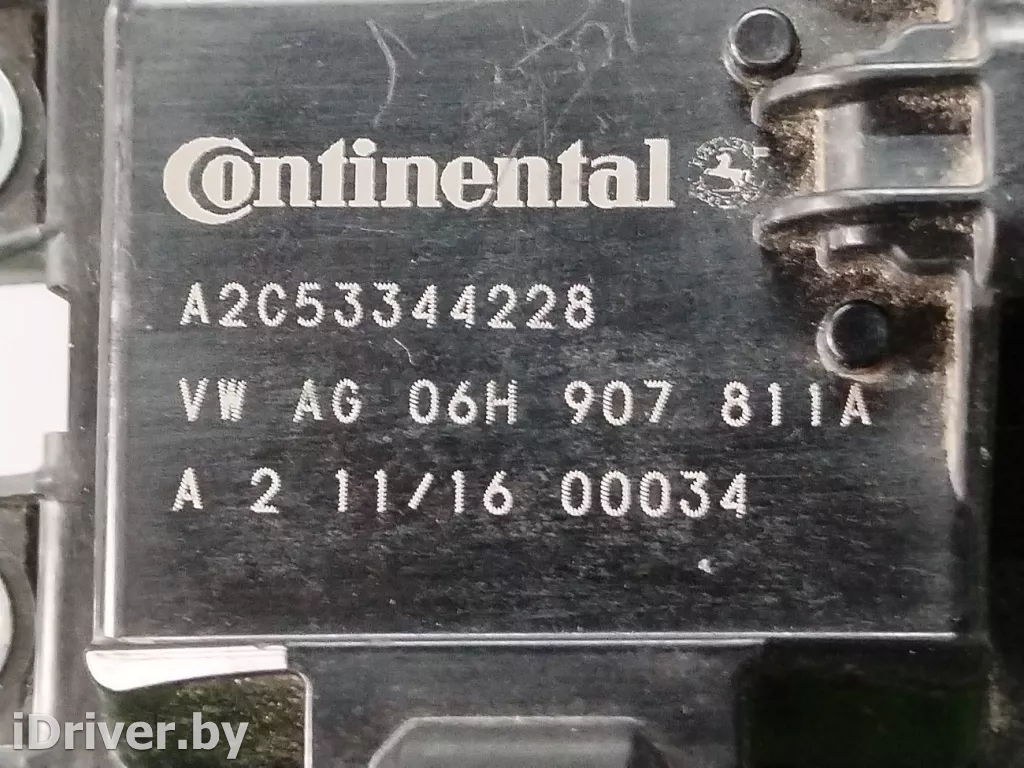 Continental
A2C53344228
VW AG 06H 907 811A
A 2 11/16 00034
iDriver.by